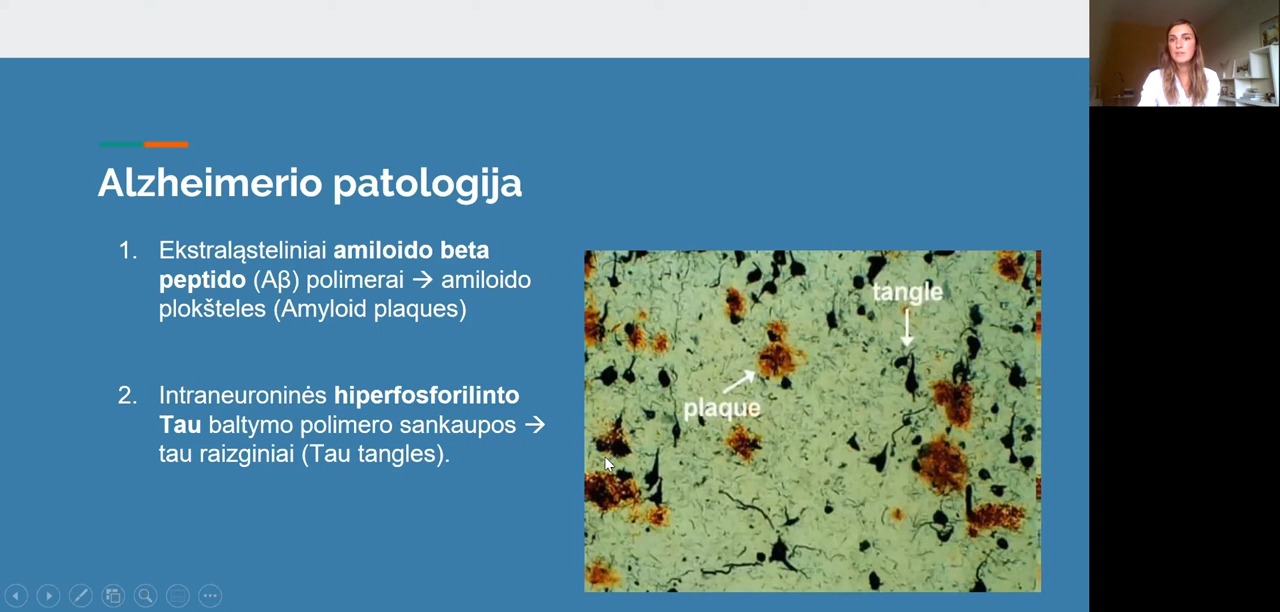 Alzheimerio patologija
1. Ekstraląsteliniai amiloido beta
peptido (Aβ) polimerai → amiloido
plokšteles (Amyloid plaques)
2. Intraneuroninės hiperfosforilinto
Tau baltymo polimero sankaupos →
tau raizginiai (Tau tangles).
tangle
plaque